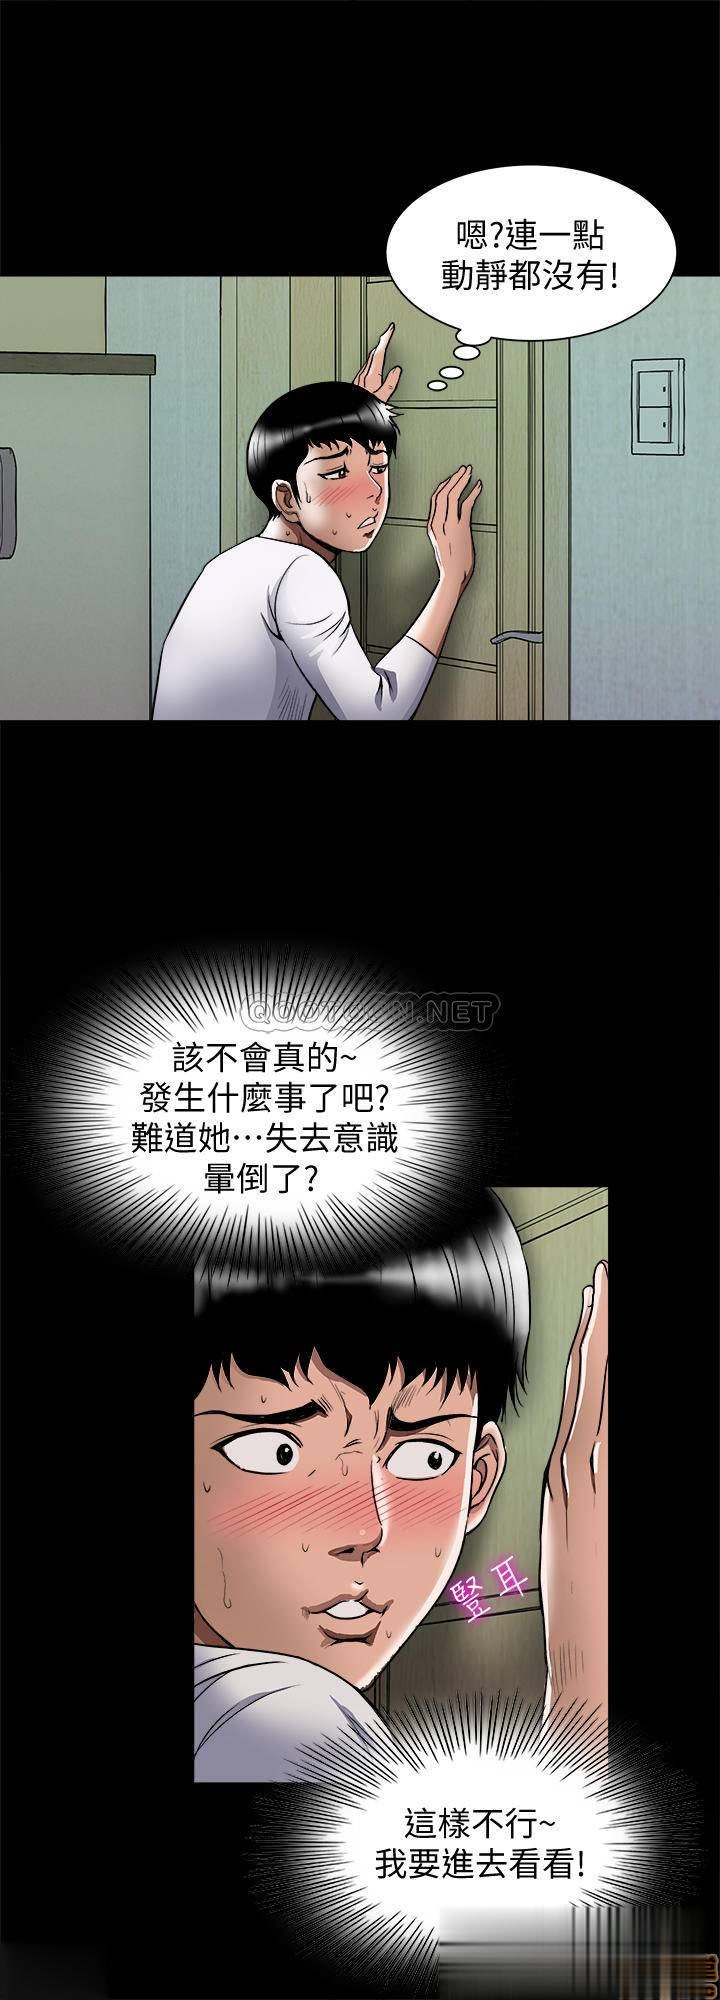 嗯?連一點
動靜都沒有!
該不會真的~
發生什麼事了吧?
難道她⋯失去意識
暈倒了?
豎耳
這樣不行~
我要進去看看!